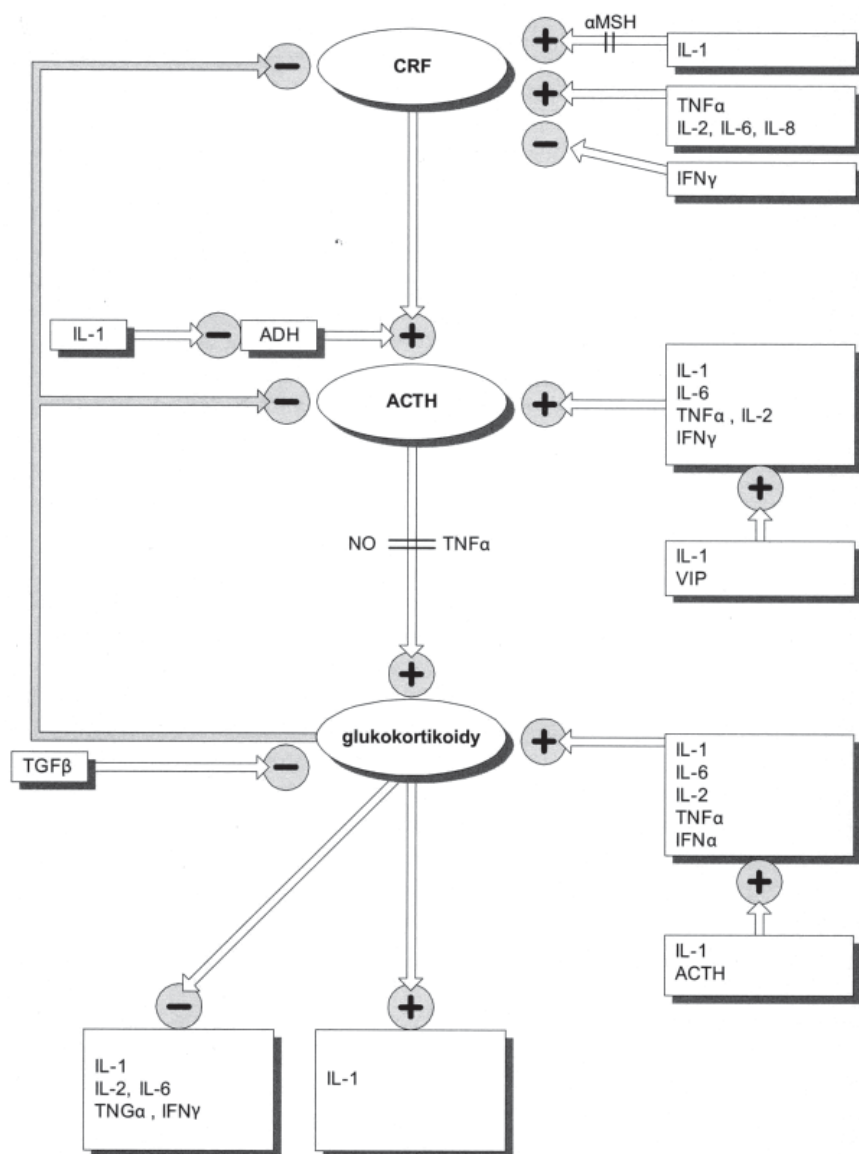 αMSH
CRF
IL-1
TNFα
IL-2, IL-6, IL-8
IFNγ
IL-1
ADH
ACTH
IL-1
IL-6
TNFα , IL-2
IFNγ
NO
TNFα
IL-1
VIP
glukokortikoidy
TGFβ
IL-1
IL-6
IL-2
TNFα
IFNα
IL-1
ACTH
IL-1
IL-2, IL-6
TNGα , IFNγ
IL-1